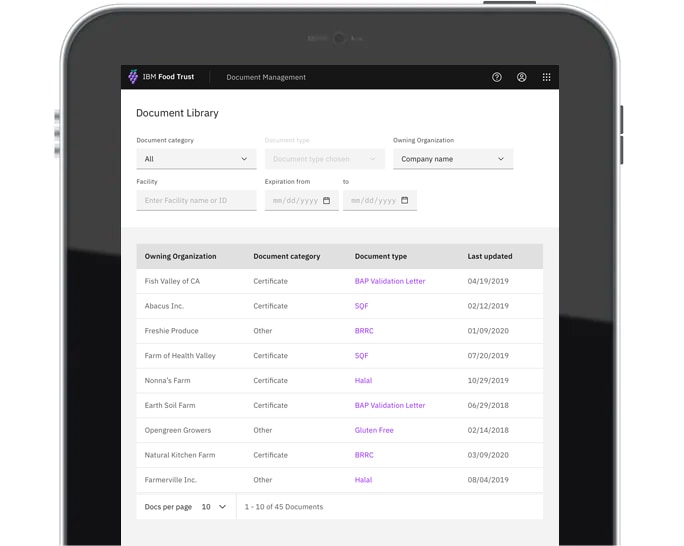 IBM Food Trust Document Management
Document Library
Document category Document type Owning Organization
All Document type chosen Company name
Facility Expiration from to
Enter Facility name or ID mm/dd/yyyy mm/dd/yyyy
Owning Organization Document category Document type Last updated
Fish Valley of CA Certificate BAP Validation Letter 04/19/2019
Abacus Inc. Certificate SQF 02/12/2019
Freshie Produce Other BRRC 01/09/2020
Farm of Health Valley Certificate SQF 07/20/2019
Nonna's Farm Certificate Halal 10/29/2019
Earth Soil Farm Certificate BAP Validation Letter 06/29/2018
Opengreen Growers Other Gluten Free 02/14/2018
Natural Kitchen Farm Certificate BRRC 03/09/2020
Farmerville Inc. Other Halal 08/04/2019
Docs per page 10 1 - 10 of 45 Documents